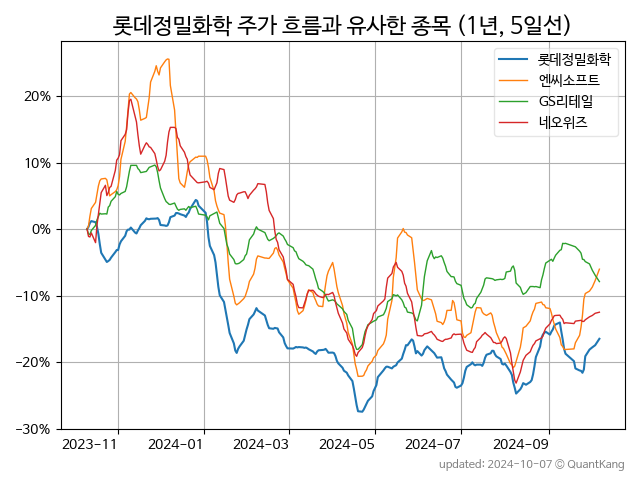 롯데정밀화학 주가 흐름과 유사한 종목 (1년, 5일선)
롯데정밀화학
엔씨소프트
GS리테일
네오위즈
20%
10%
0%
−10%
−20%
−30%
2023-11 2024-01 2024-03 2024-05 2024-07 2024-09
updated: 2024-10-07 © QuantKang